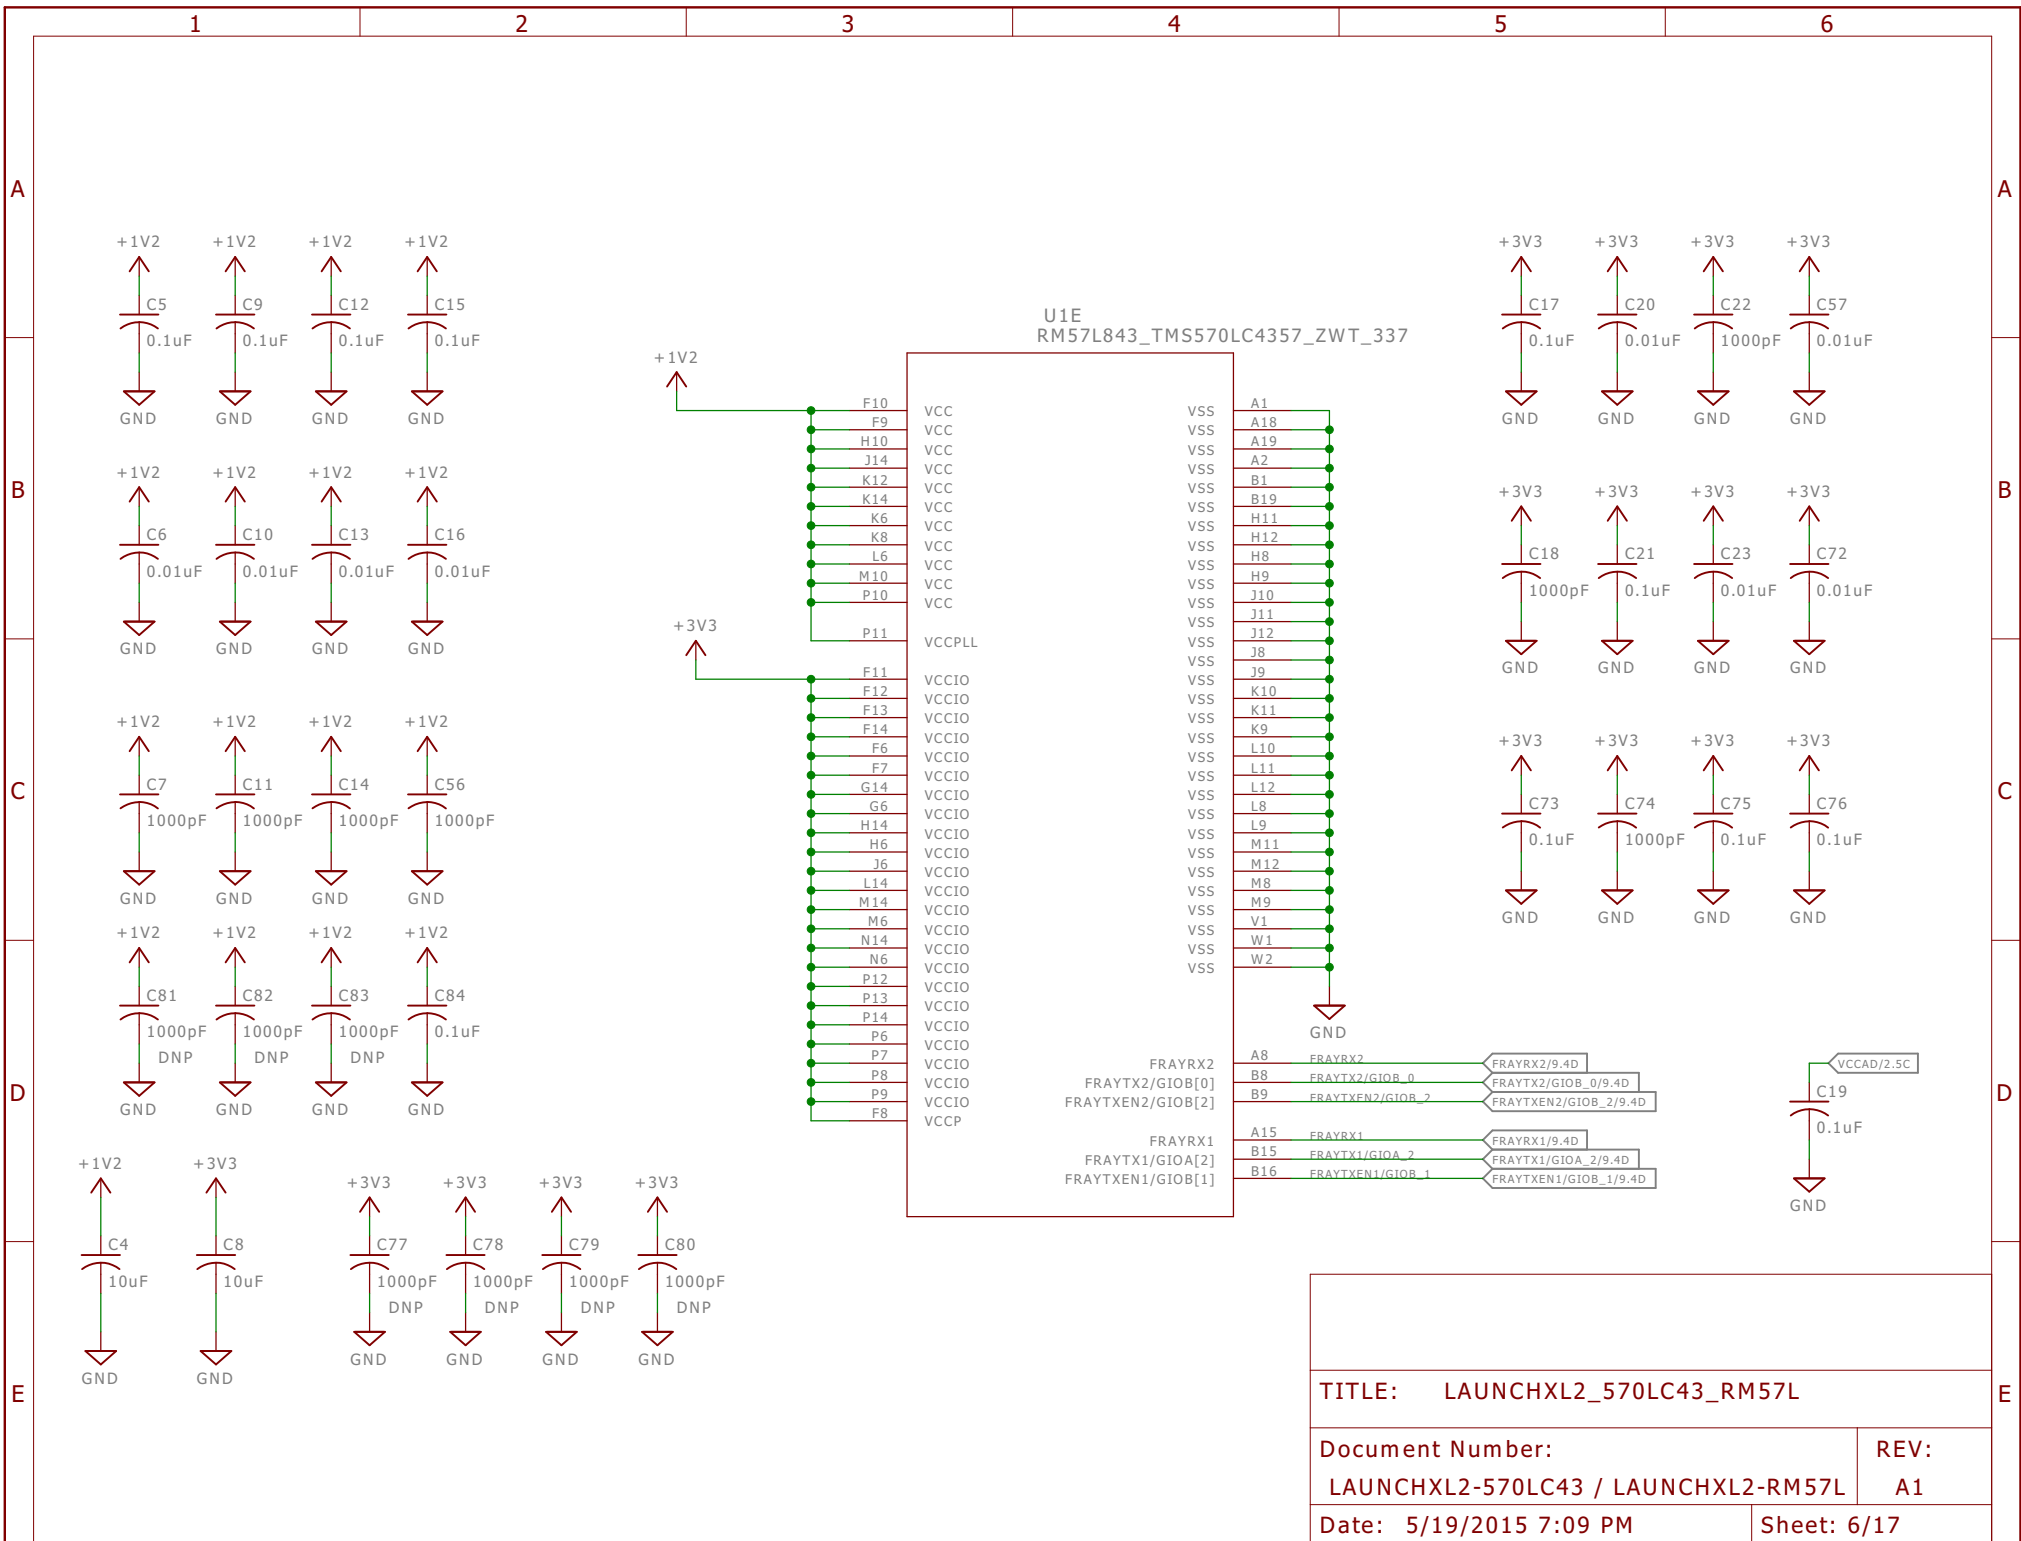 1 2 3 4 5 6
A A
+1V2 +1V2 +1V2 +1V2
C5 C9 C12 C15
0.1uF 0.1uF 0.1uF 0.1uF
GND GND GND GND
+3V3 +3V3 +3V3 +3V3
C17 C20 C22 C57
0.1uF 0.01uF 1000pF 0.01uF
GND GND GND GND
B B
+1V2 +1V2 +1V2 +1V2
C6 C10 C13 C16
0.01uF 0.01uF 0.01uF 0.01uF
GND GND GND GND
+3V3 +3V3 +3V3 +3V3
C18 C21 C23 C72
1000pF 0.1uF 0.01uF 0.01uF
GND GND GND GND
C C
+1V2 +1V2 +1V2 +1V2
C7 C11 C14 C56
1000pF 1000pF 1000pF 1000pF
GND GND GND GND
+3V3 +3V3 +3V3 +3V3
C73 C74 C75 C76
0.1uF 1000pF 0.1uF 0.1uF
GND GND GND GND
D D
+1V2 +1V2 +1V2 +1V2
C81 C82 C83 C84
1000pF 1000pF 1000pF 0.1uF
DNP DNP DNP
GND GND GND GND
+1V2 +3V3
C4 C8
10uF 10uF
GND GND
+3V3 +3V3 +3V3 +3V3
C77 C78 C79 C80
1000pF 1000pF 1000pF 1000pF
DNP DNP DNP DNP
GND GND GND GND
E E
U1E
RM57L843_TMS570LC4357_ZWT_337
+1V2
F10 VCC VSS A1
F9 VCC VSS A18
H10 VCC VSS A19
J14 VCC VSS A2
K12 VCC VSS B1
K14 VCC VSS B19
K6 VCC VSS H11
K8 VCC VSS H12
L6 VCC VSS H8
M10 VCC VSS H9
P10 VCC VSS J10
VSS J11
P11 VCCPLL VSS J12
+3V3
VSS J8
F11 VCCIO VSS J9
F12 VCCIO VSS K10
F13 VCCIO VSS K11
F14 VCCIO VSS K9
F6 VCCIO VSS L10
F7 VCCIO VSS L11
G14 VCCIO VSS L12
G6 VCCIO VSS L8
H14 VCCIO VSS L9
H6 VCCIO VSS M11
J6 VCCIO VSS M12
L14 VCCIO VSS M8
M14 VCCIO VSS M9
M6 VCCIO VSS V1
N14 VCCIO VSS W1
N6 VCCIO VSS W2
P12 VCCIO
P13 VCCIO
P14 VCCIO
GND
P6 VCCIO
P7 VCCIO FRAYRX2 A8 FRAYRX2 FRAYRX2/9.4D
P8 VCCIO FRAYTX2/GIOB[0] B8 FRAYTX2/GIOB_0 FRAYTX2/GIOB_0/9.4D
P9 VCCIO FRAYTXEN2/GIOB[2] B9 FRAYTXEN2/GIOB_2 FRAYTXEN2/GIOB_2/9.4D
F8 VCCP
FRAYRX1 A15 FRAYRX1 FRAYRX1/9.4D
FRAYTX1/GIOA[2] B15 FRAYTX1/GIOA_2 FRAYTX1/GIOA_2/9.4D
FRAYTXEN1/GIOB[1] B16 FRAYTXEN1/GIOB_1 FRAYTXEN1/GIOB_1/9.4D
VCCAD/2.5C
C19
0.1uF
GND
TITLE: LAUNCHXL2_570LC43_RM57L
Document Number: REV:
LAUNCHXL2-570LC43 / LAUNCHXL2-RM57L A1
Date: 5/19/2015 7:09 PM Sheet: 6/17